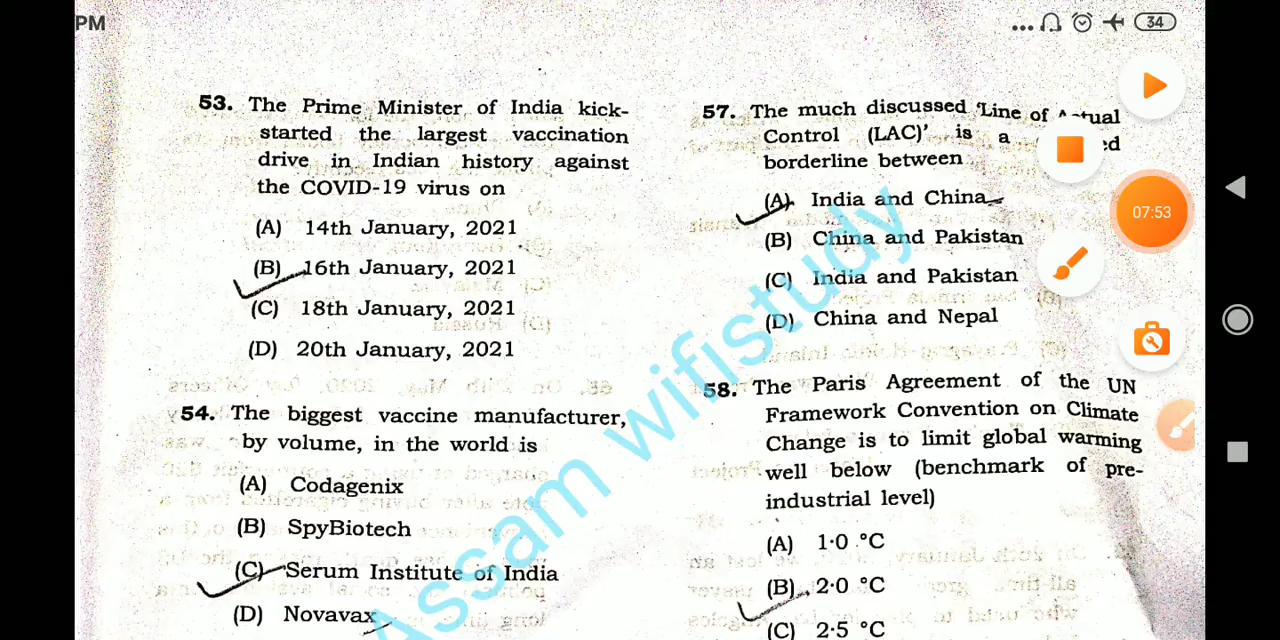 PM
34
53. The Prime Minister of India kick-
started the largest vaccination
drive in Indian history against
the COVID-19 virus on
(A) 14th January, 2021
(B) 16th January, 2021
(C) 18th January, 2021
(D) 20th January, 2021
54. The biggest vaccine manufacturer,
by volume, in the world is
(A) Codagenix
(B) SpyBiotech
(C) Serum Institute of India
(D) Novavax
57. The much discussed 'Line of
Control (LAC)' is a
borderline between
(A) India and China
(B) China and Pakistan
(C) India and Pakistan
(D) China and Nepal
58. The Paris Agreement of the UN
Framework Convention on Climate
Change is to limit global warming
well below (benchmark of pre-
industrial level)
(A) 1·0 °C
(B) 2·0 °C
(C) 2·5 °C
07:53
Assam wifistudy